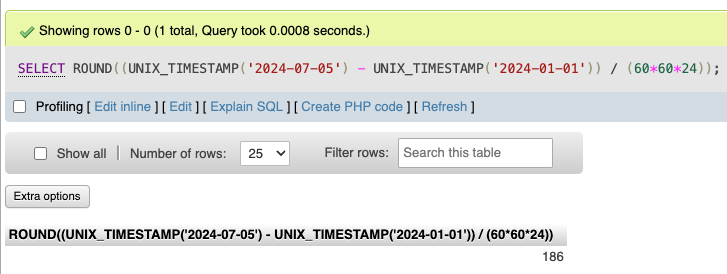 Showing rows 0 - 0 (1 total, Query took 0.0008 seconds.)
SELECT ROUND((UNIX_TIMESTAMP('2024-07-05') - UNIX_TIMESTAMP('2024-01-01')) / (60*60*24));
Profiling [ Edit inline ] [ Edit ] [ Explain SQL ] [ Create PHP code ] [ Refresh ]
Show all | Number of rows: 25 Filter rows: Search this table
Extra options
ROUND((UNIX_TIMESTAMP('2024-07-05') - UNIX_TIMESTAMP('2024-01-01')) / (60*60*24))
186